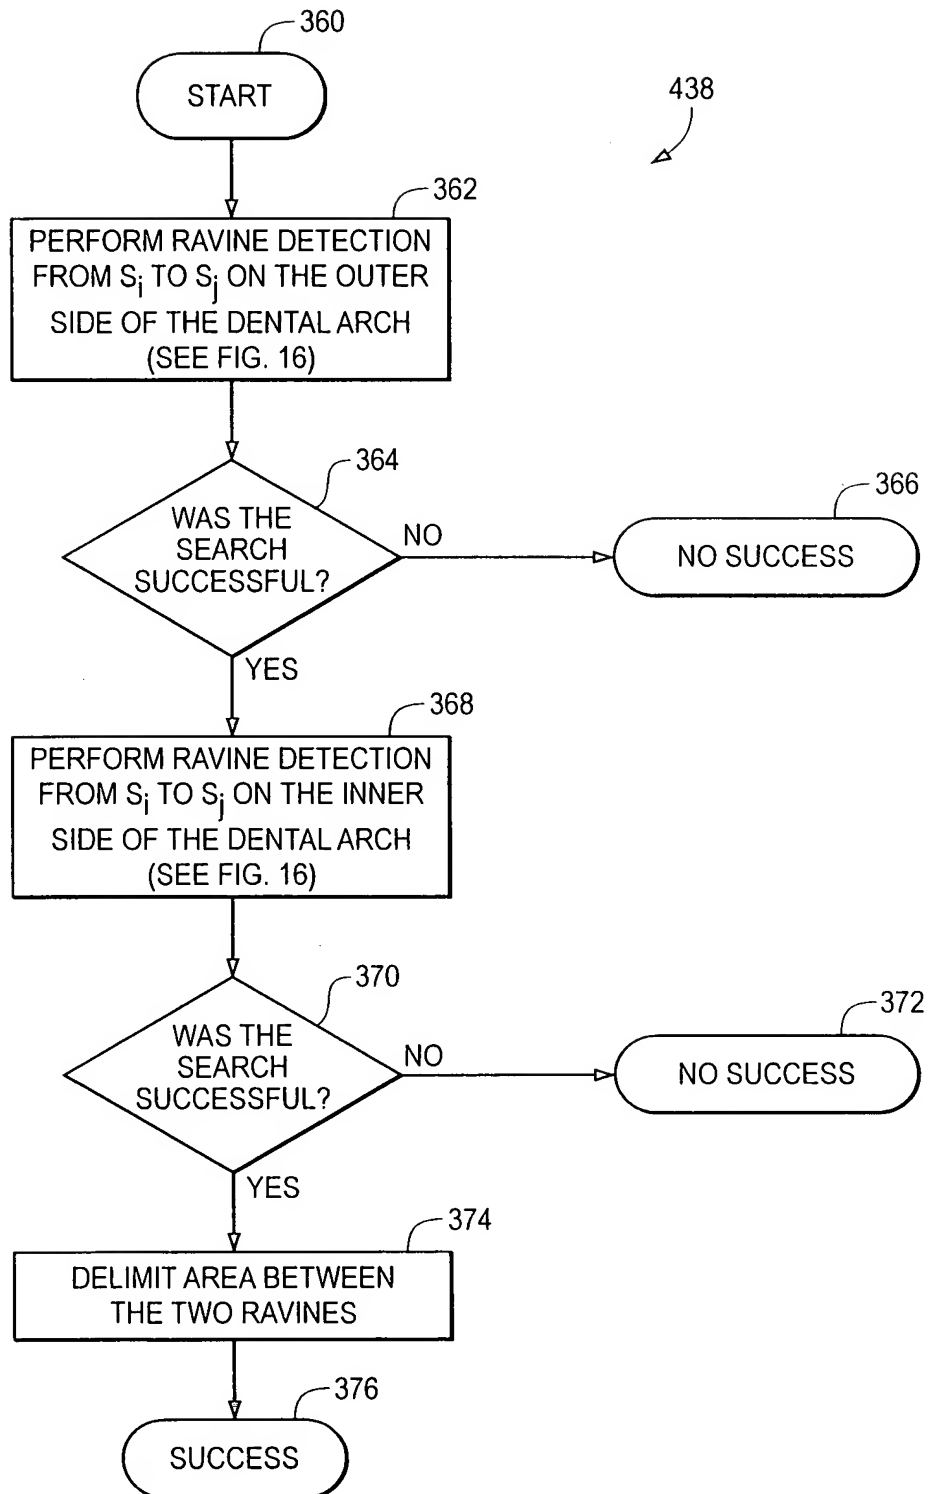 360
START
438
362
PERFORM RAVINE DETECTION
FROM Si TO Sj ON THE OUTER
SIDE OF THE DENTAL ARCH
(SEE FIG. 16)
364
WAS THE
SEARCH
SUCCESSFUL?
NO
366
NO SUCCESS
YES
368
PERFORM RAVINE DETECTION
FROM Si TO Sj ON THE INNER
SIDE OF THE DENTAL ARCH
(SEE FIG. 16)
370
WAS THE
SEARCH
SUCCESSFUL?
NO
372
NO SUCCESS
YES
374
DELIMIT AREA BETWEEN
THE TWO RAVINES
376
SUCCESS